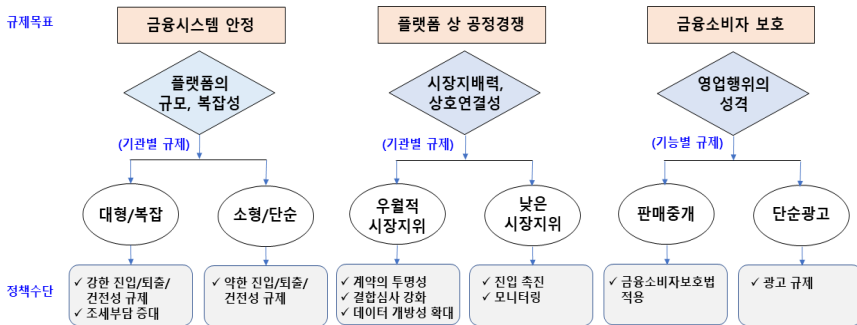 규제목표
금융시스템 안정
플랫폼 상 공정경쟁
금융소비자 보호
플랫폼의
규모, 복잡성
시장지배력,
상호연결성
영업행위의
성격
(기관별 규제)
(기관별 규제)
(기능별 규제)
대형/복잡
소형/단순
우월적
시장지위
낮은
시장지위
판매중개
단순광고
정책수단
✓ 강한 진입/퇴출/
건전성 규제
✓ 조세부담 증대
✓ 약한 진입/퇴출/
건전성 규제
✓ 계약의 투명성
✓ 결합심사 강화
✓ 데이터 개방성 확대
✓ 진입 촉진
✓ 모니터링
✓ 금융소비자보호법
적용
✓ 광고 규제